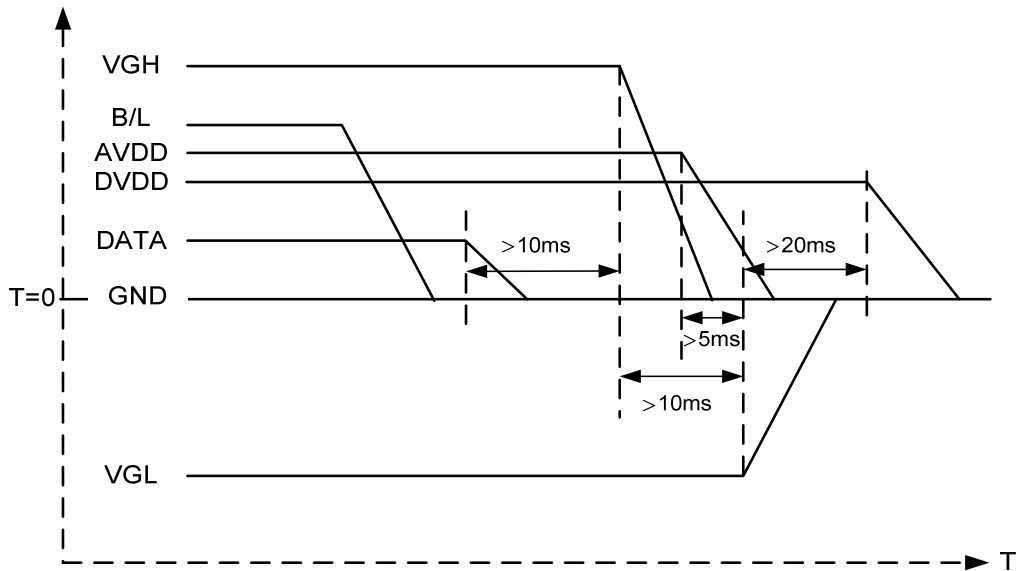 VGH
B/L
AVDD
DVDD
DATA
>10ms
>20ms
T=0
GND
>5ms
>10ms
VGL
T